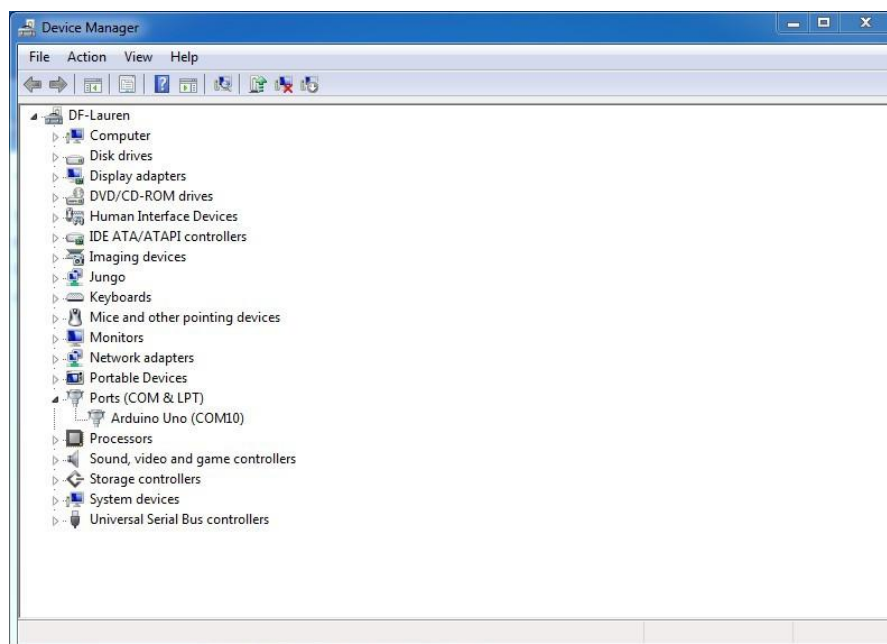 Device Manager
File Action View Help
DF-Lauren
Computer
Disk drives
Display adapters
DVD/CD-ROM drives
Human Interface Devices
IDE ATA/ATAPI controllers
Imaging devices
Jungo
Keyboards
Mice and other pointing devices
Monitors
Network adapters
Portable Devices
Ports (COM & LPT)
Arduino Uno (COM10)
Processors
Sound, video and game controllers
Storage controllers
System devices
Universal Serial Bus controllers